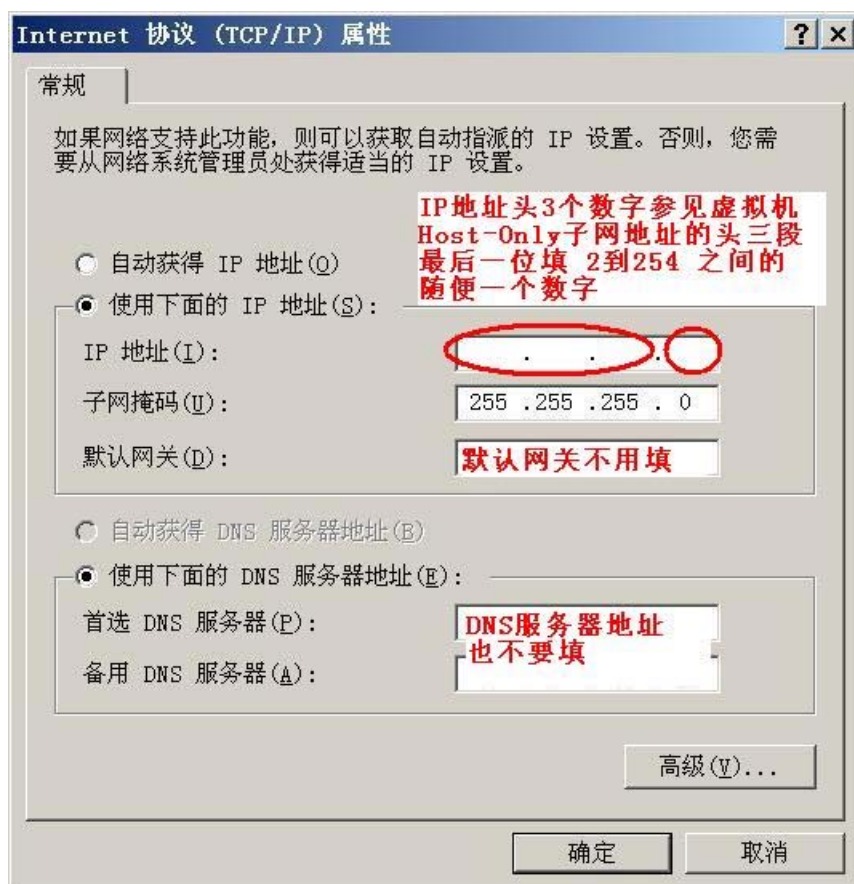 Internet 协议 (TCP/IP) 属性
常规
如果网络支持此功能，则可以获取自动指派的 IP 设置。否则，您需
要从网络系统管理员处获得适当的 IP 设置。
IP地址头3个数字参见虚拟机
Host-Only子网地址的头三段
最后一位填 2到254 之间的
随便一个数字
自动获得 IP 地址(O)
使用下面的 IP 地址(S):
IP 地址(I):
. . .
子网掩码(U):
255 .255 .255 . 0
默认网关(D):
默认网关不用填
自动获得 DNS 服务器地址(B)
使用下面的 DNS 服务器地址(E):
首选 DNS 服务器(P):
DNS服务器地址
也不要填
备用 DNS 服务器(A):
高级(V)...
确定
取消